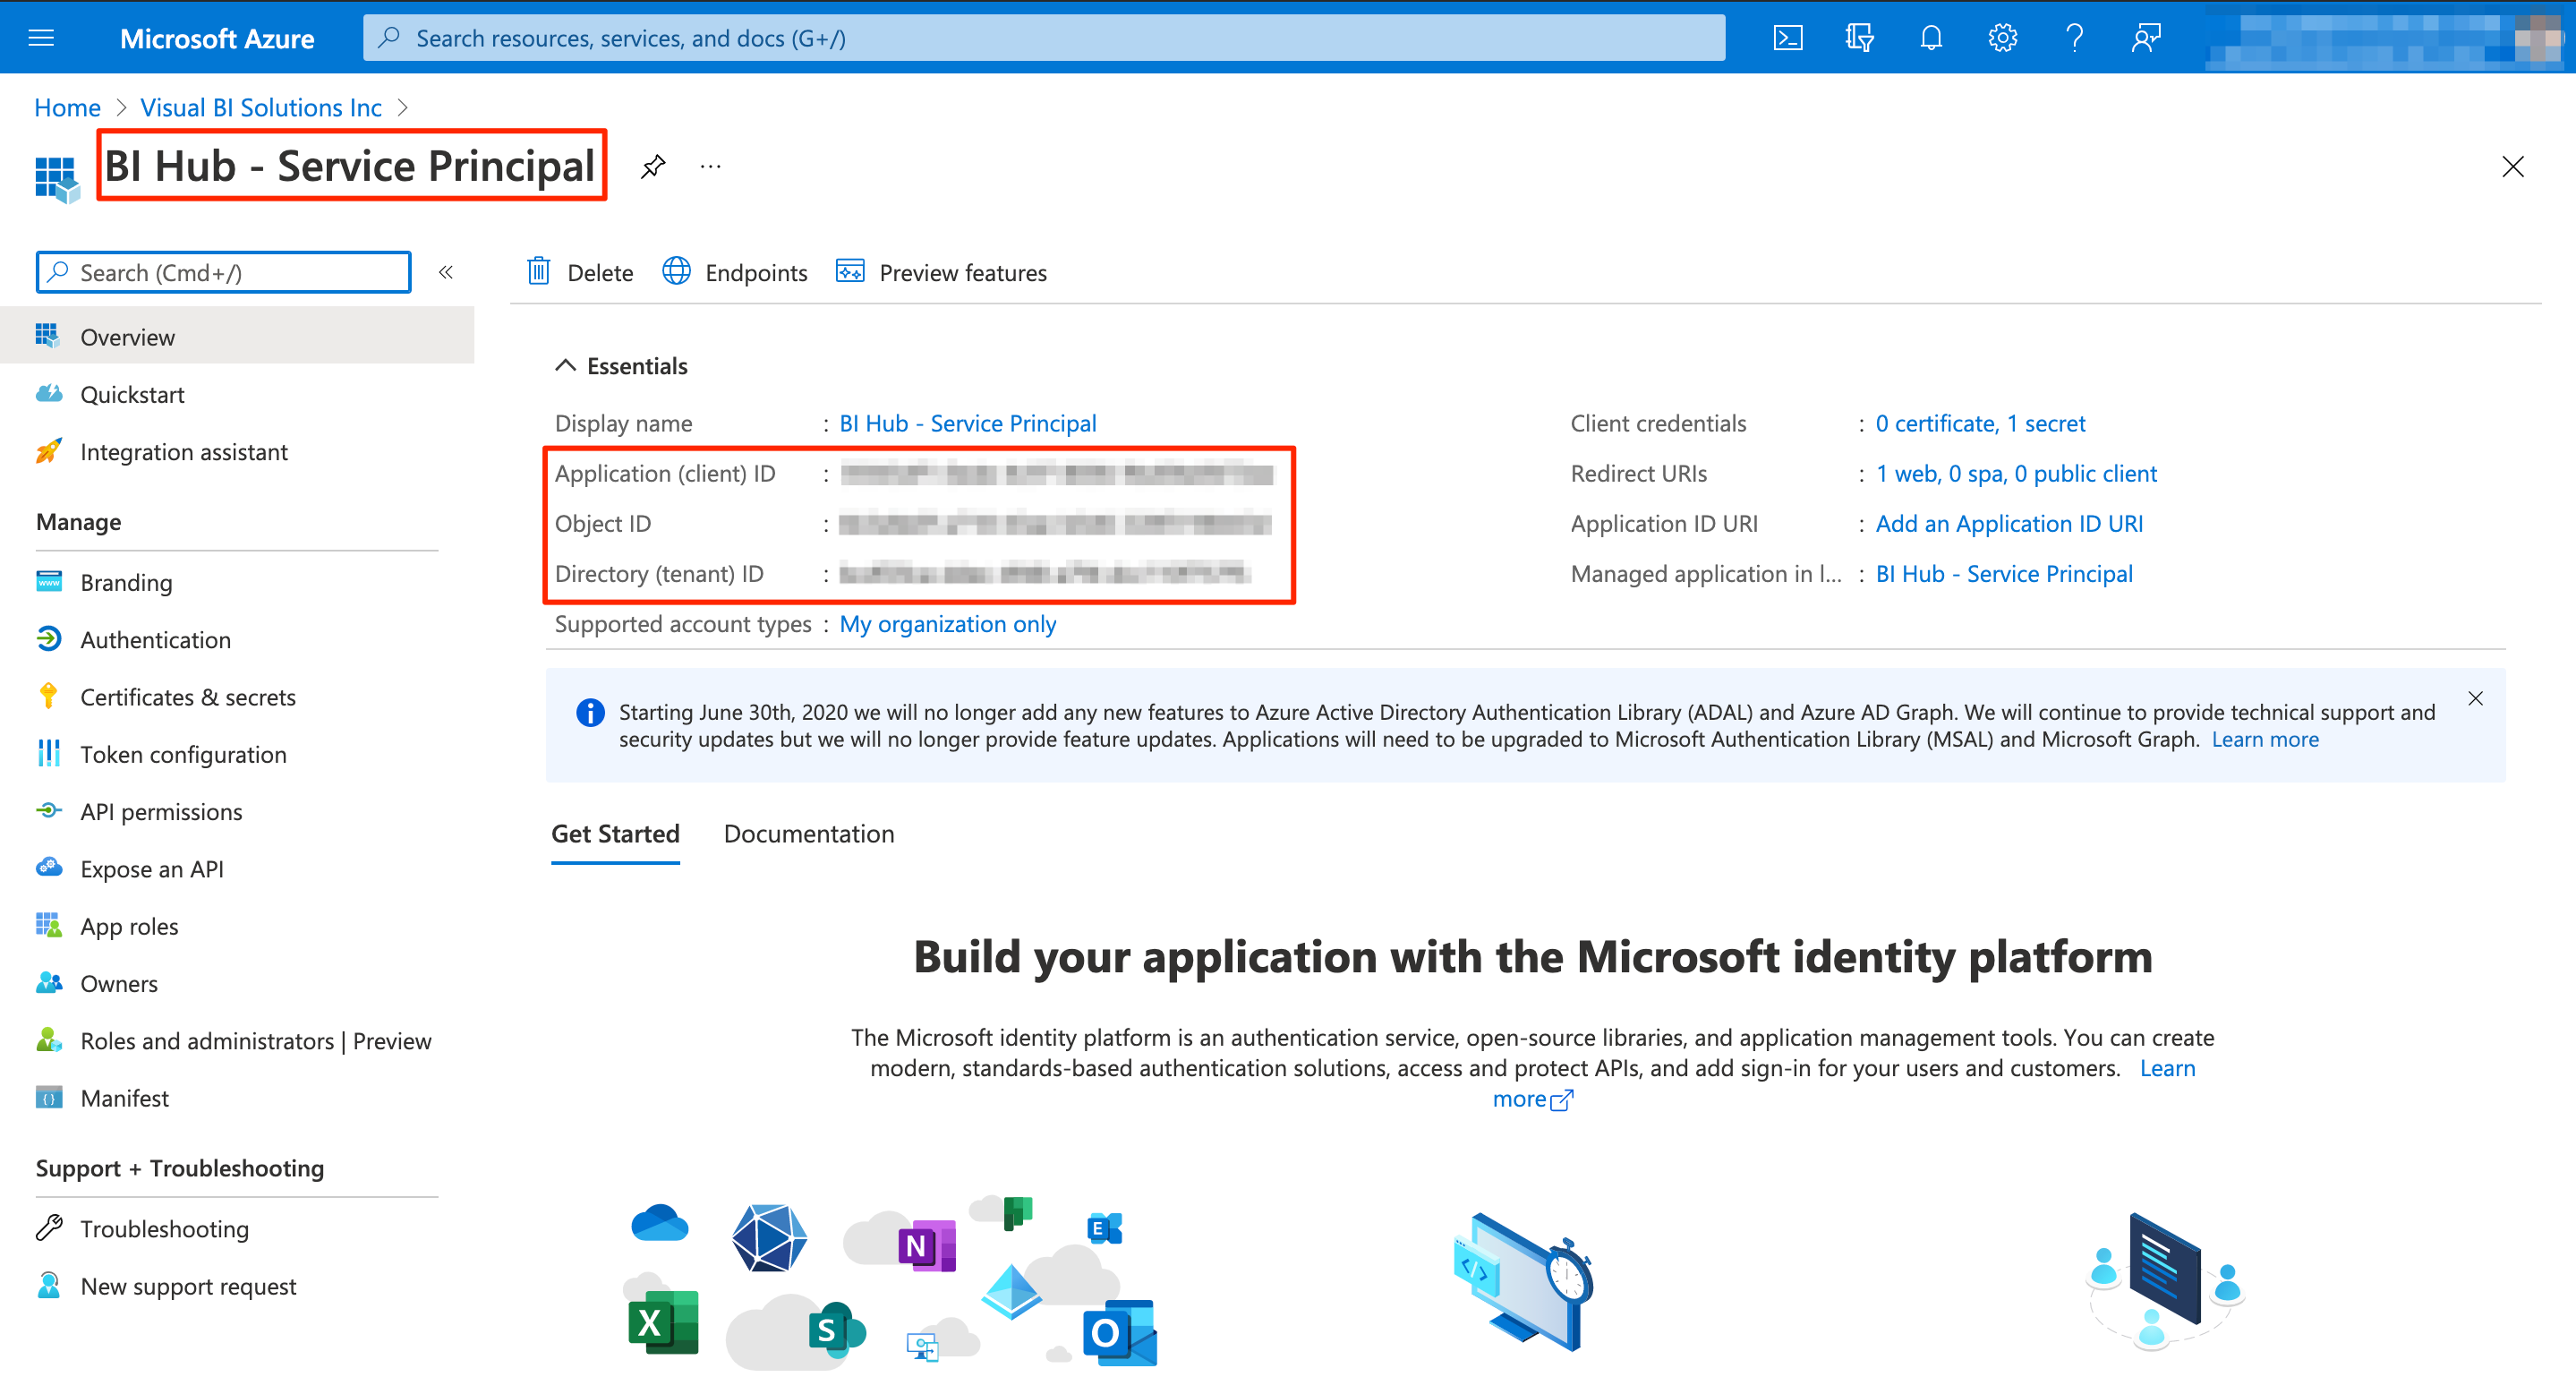 Microsoft Azure
Search resources, services, and docs (G+/)
Home > Visual BI Solutions Inc >
BI Hub - Service Principal
Search (Cmd+/)
Delete
Endpoints
Preview features
Overview
Quickstart
Integration assistant
Manage
Branding
Authentication
Certificates & secrets
Token configuration
API permissions
Expose an API
App roles
Owners
Roles and administrators | Preview
Manifest
Support + Troubleshooting
Troubleshooting
New support request
Essentials
Display name : BI Hub - Service Principal
Application (client) ID :
Object ID :
Directory (tenant) ID :
Supported account types : My organization only
Client credentials : 0 certificate, 1 secret
Redirect URIs : 1 web, 0 spa, 0 public client
Application ID URI : Add an Application ID URI
Managed application in l... : BI Hub - Service Principal
Starting June 30th, 2020 we will no longer add any new features to Azure Active Directory Authentication Library (ADAL) and Azure AD Graph. We will continue to provide technical support and
security updates but we will no longer provide feature updates. Applications will need to be upgraded to Microsoft Authentication Library (MSAL) and Microsoft Graph. Learn more
Get Started
Documentation
Build your application with the Microsoft identity platform
The Microsoft identity platform is an authentication service, open-source libraries, and application management tools. You can create
modern, standards-based authentication solutions, access and protect APIs, and add sign-in for your users and customers. Learn
more
N
E
X
S
O